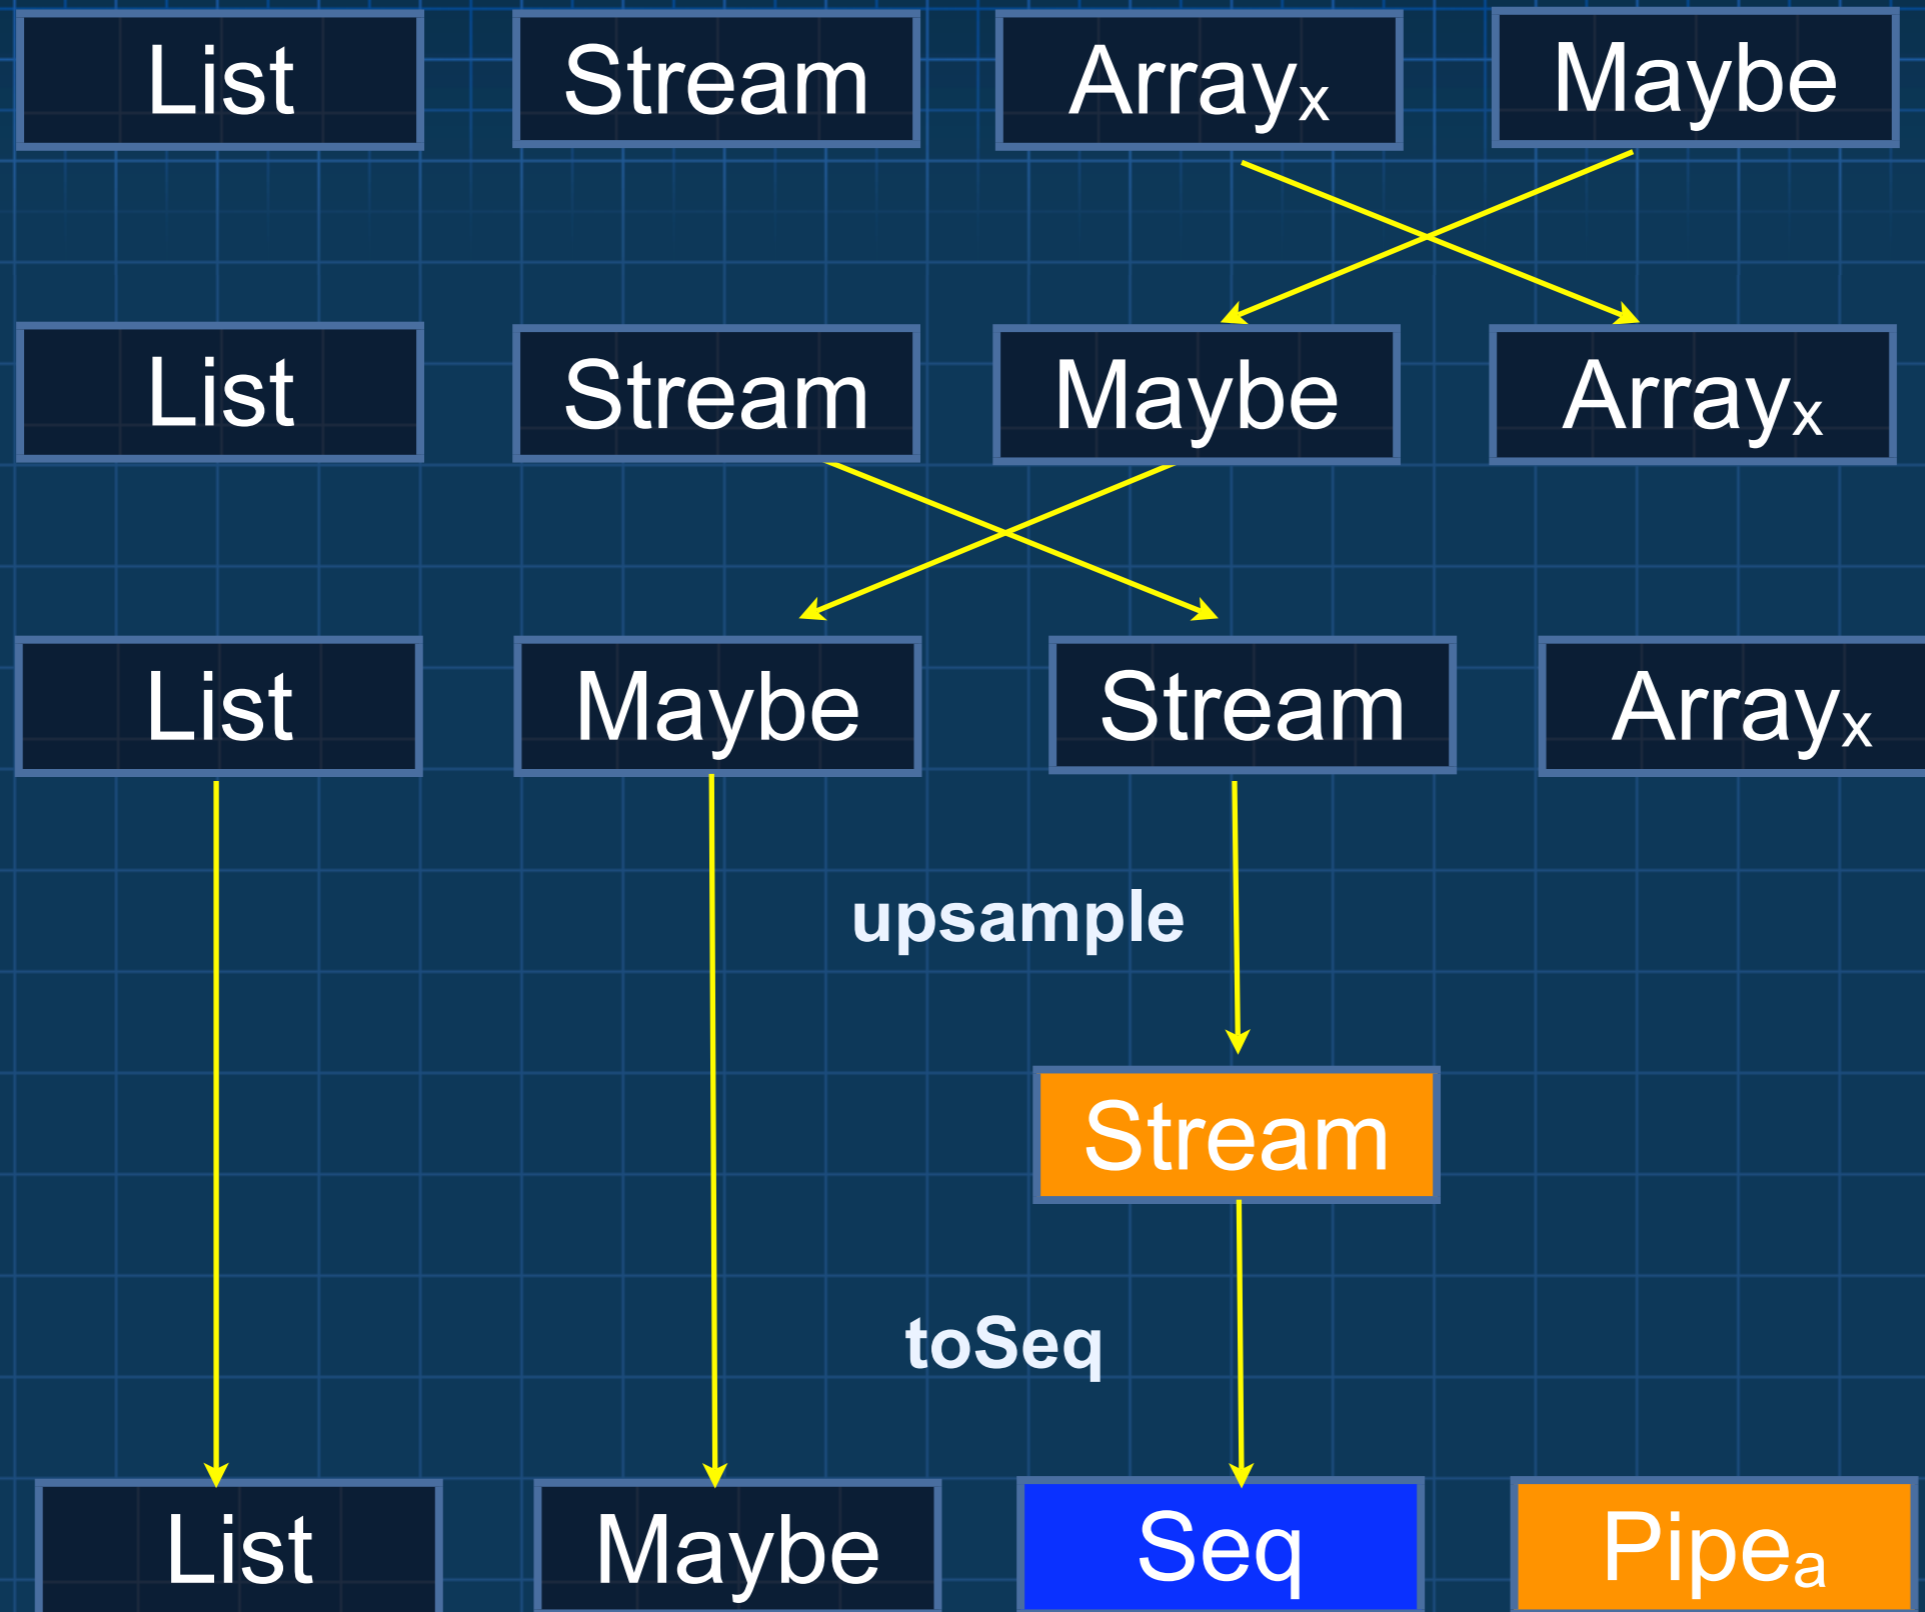 List Stream Arrayₓ Maybe
List Stream Maybe Arrayₓ
List Maybe Stream Arrayₓ
upsample
Stream
toSeq
List Maybe Seq Pipeₐ